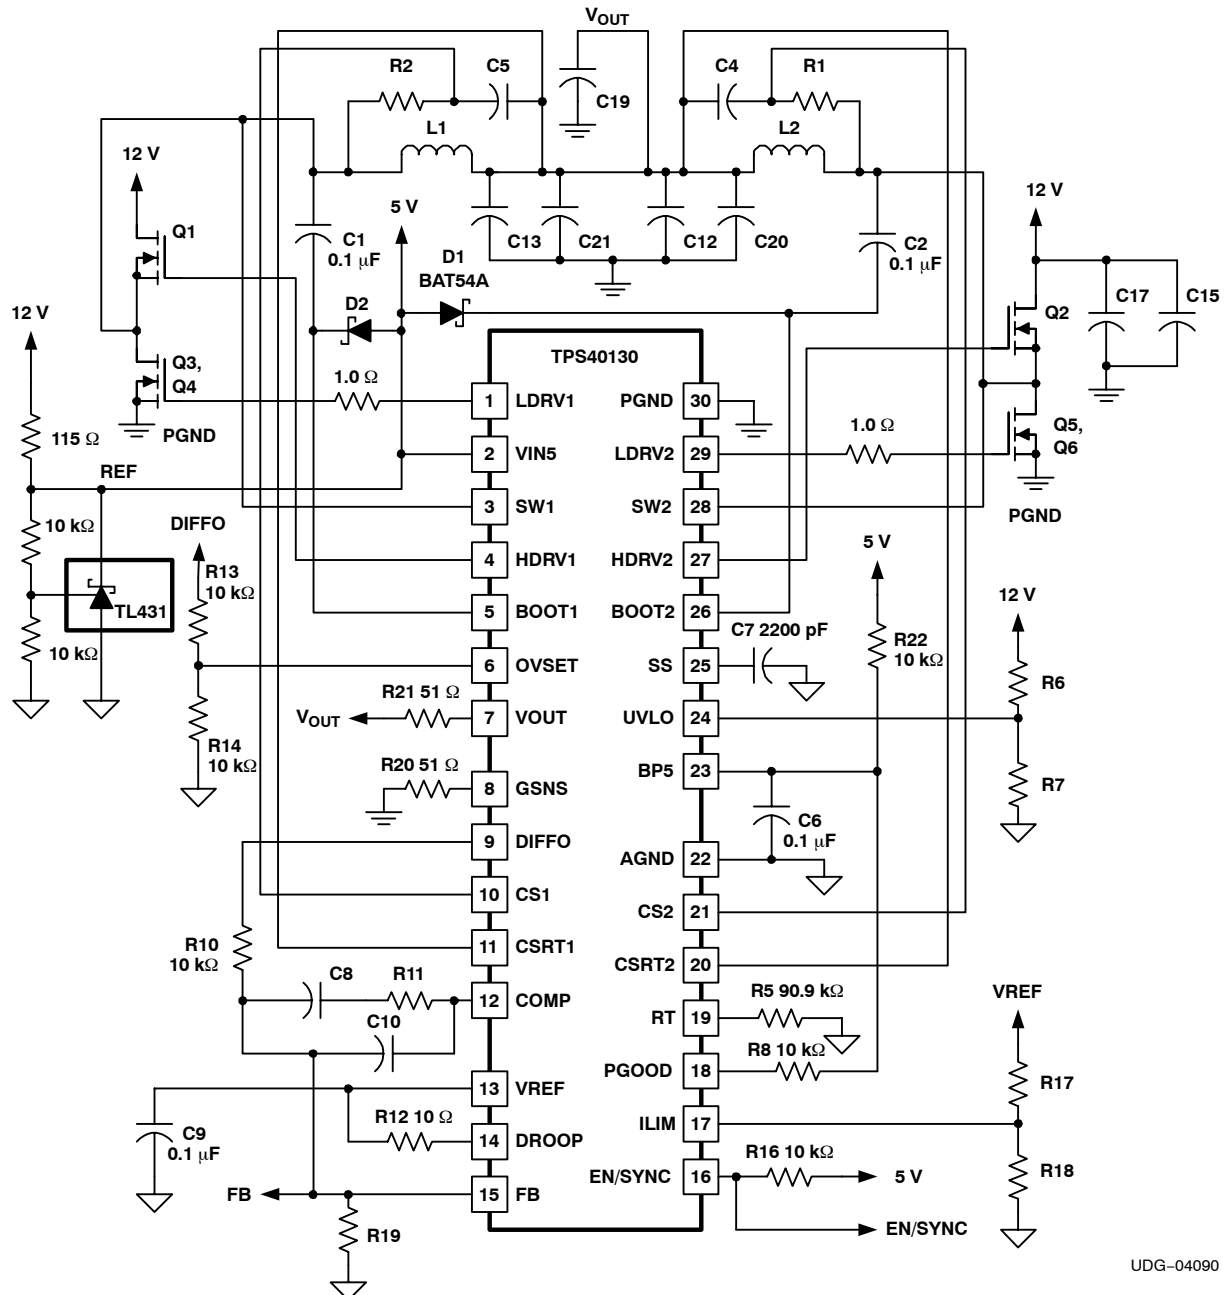 VOUT
R2
C5
C19
C4
R1
L1
L2
12 V
5 V
12 V
Q1
C1
0.1 µF
C13
C21
C12
C20
C2
0.1 µF
D1
BAT54A
C17
C15
12 V
D2
Q2
TPS40130
Q3,
Q4
1.0 Ω
1 LDRV1
PGND 30
1.0 Ω
Q5,
Q6
115 Ω
PGND
2 VIN5
LDRV2 29
REF
3 SW1
SW2 28
PGND
10 kΩ
DIFFO
5 V
4 HDRV1
HDRV2 27
R13
10 kΩ
12 V
TL431
5 BOOT1
BOOT2 26
C7 2200 pF
R22
10 kΩ
10 kΩ
6 OVSET
SS 25
R6
R21 51 Ω
VOUT
7 VOUT
UVLO 24
R14
10 kΩ
R20 51 Ω
BP5 23
R7
8 GSNS
C6
0.1 µF
9 DIFFO
AGND 22
10 CS1
CS2 21
R10
10 kΩ
11 CSRT1
CSRT2 20
C8
R11
R5 90.9 kΩ
VREF
12 COMP
RT 19
C10
R8 10 kΩ
PGOOD 18
13 VREF
R17
R12 10 Ω
ILIM 17
C9
0.1 µF
14 DROOP
R16 10 kΩ
R18
EN/SYNC 16
5 V
FB
15 FB
R19
EN/SYNC
UDG–04090